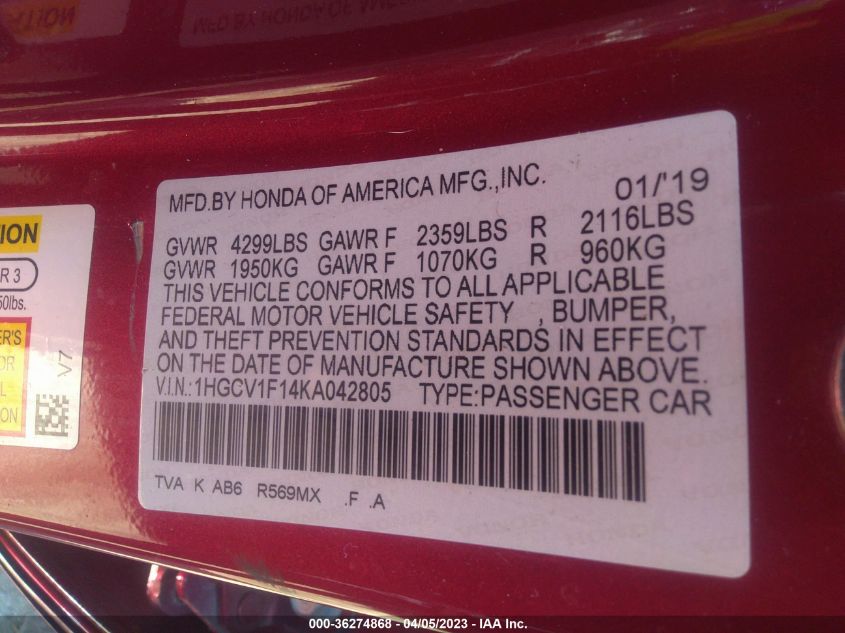 MFD.BY HONDA OF AMERICA MFG.,INC. 01/'19
GVWR 4299LBS GAWR F 2359LBS R 2116LBS
GVWR 1950KG GAWR F 1070KG R 960KG
THIS VEHICLE CONFORMS TO ALL APPLICABLE
FEDERAL MOTOR VEHICLE SAFETY , BUMPER,
AND THEFT PREVENTION STANDARDS IN EFFECT
ON THE DATE OF MANUFACTURE SHOWN ABOVE.
V.I.N.:1HGCV1F14KA042805 TYPE:PASSENGER CAR
TVA K AB6 R569MX .F .A
R 3
V7
000-36274868 - 04/05/2023 - IAA Inc.